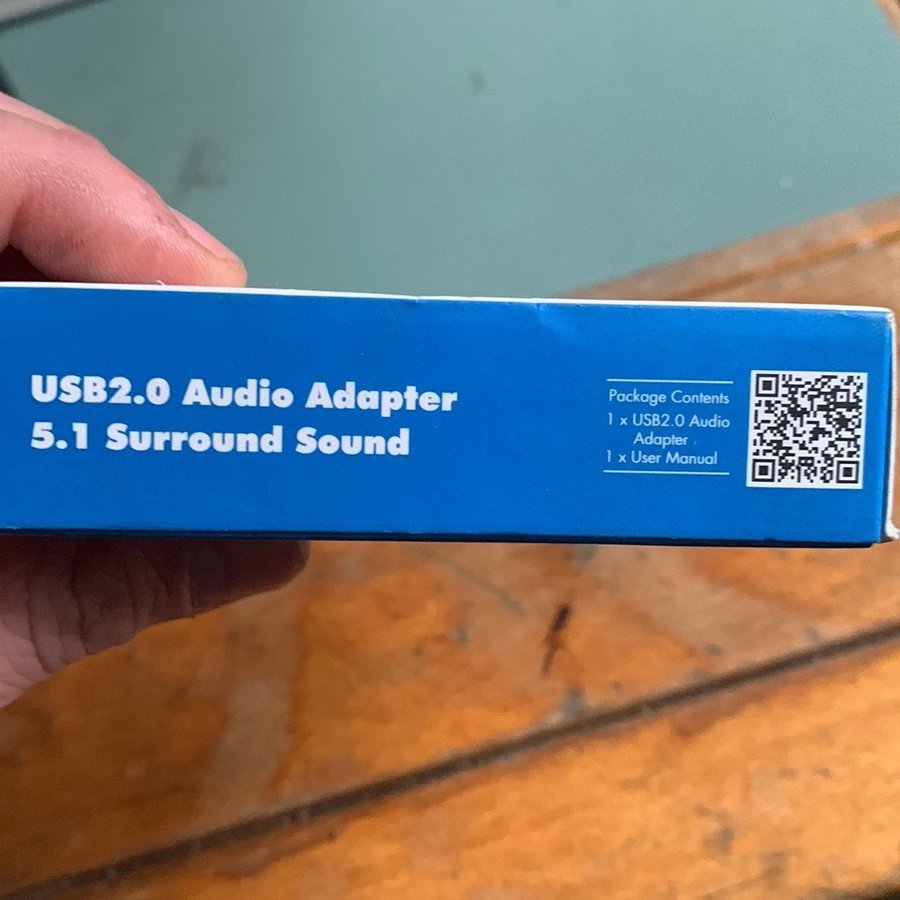 USB2.0 Audio Adapter
5.1 Surround Sound
Package Contents
1 x USB2.0 Audio
Adapter
1 x User Manual